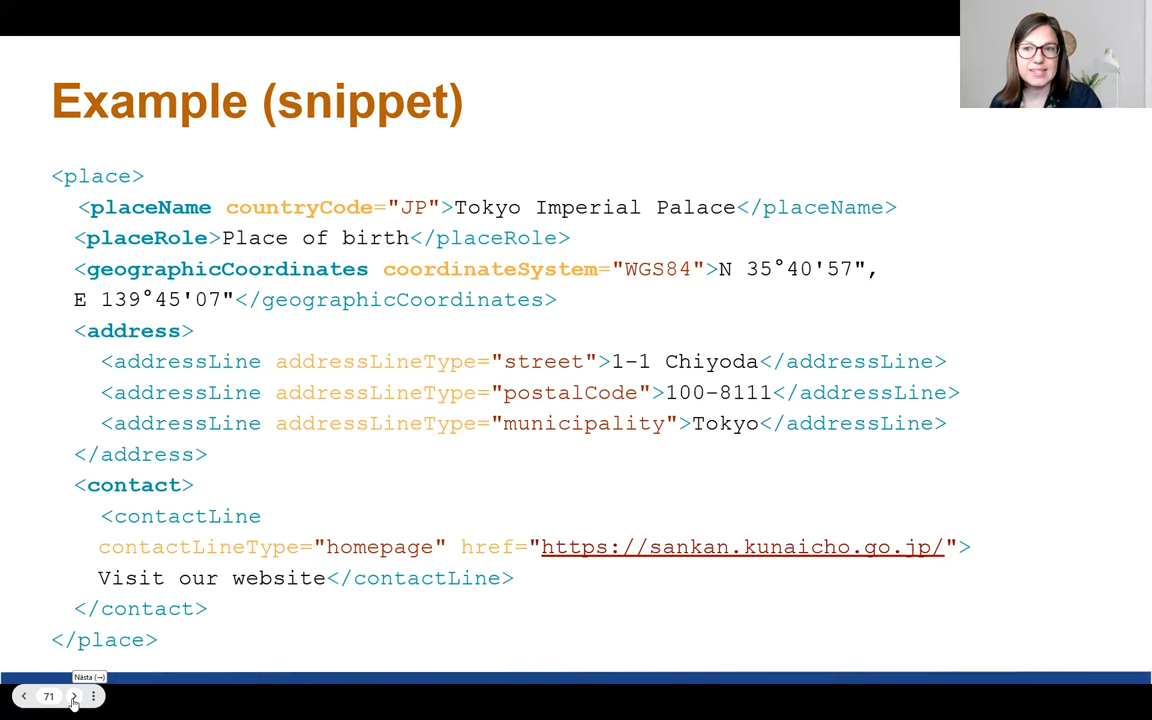 Example (snippet)
<place>
<placeName countryCode="JP">Tokyo Imperial Palace</placeName>
<placeRole>Place of birth</placeRole>
<geographicCoordinates coordinateSystem="WGS84">N 35°40'57",
E 139°45'07"</geographicCoordinates>
<address>
<addressLine addressLineType="street">1-1 Chiyoda</addressLine>
<addressLine addressLineType="postalCode">100-8111</addressLine>
<addressLine addressLineType="municipality">Tokyo</addressLine>
</address>
<contact>
<contactLine
contactLineType="homepage" href="https://sankan.kunaicho.go.jp/">
Visit our website</contactLine>
</contact>
</place>
Nästa (→)
71